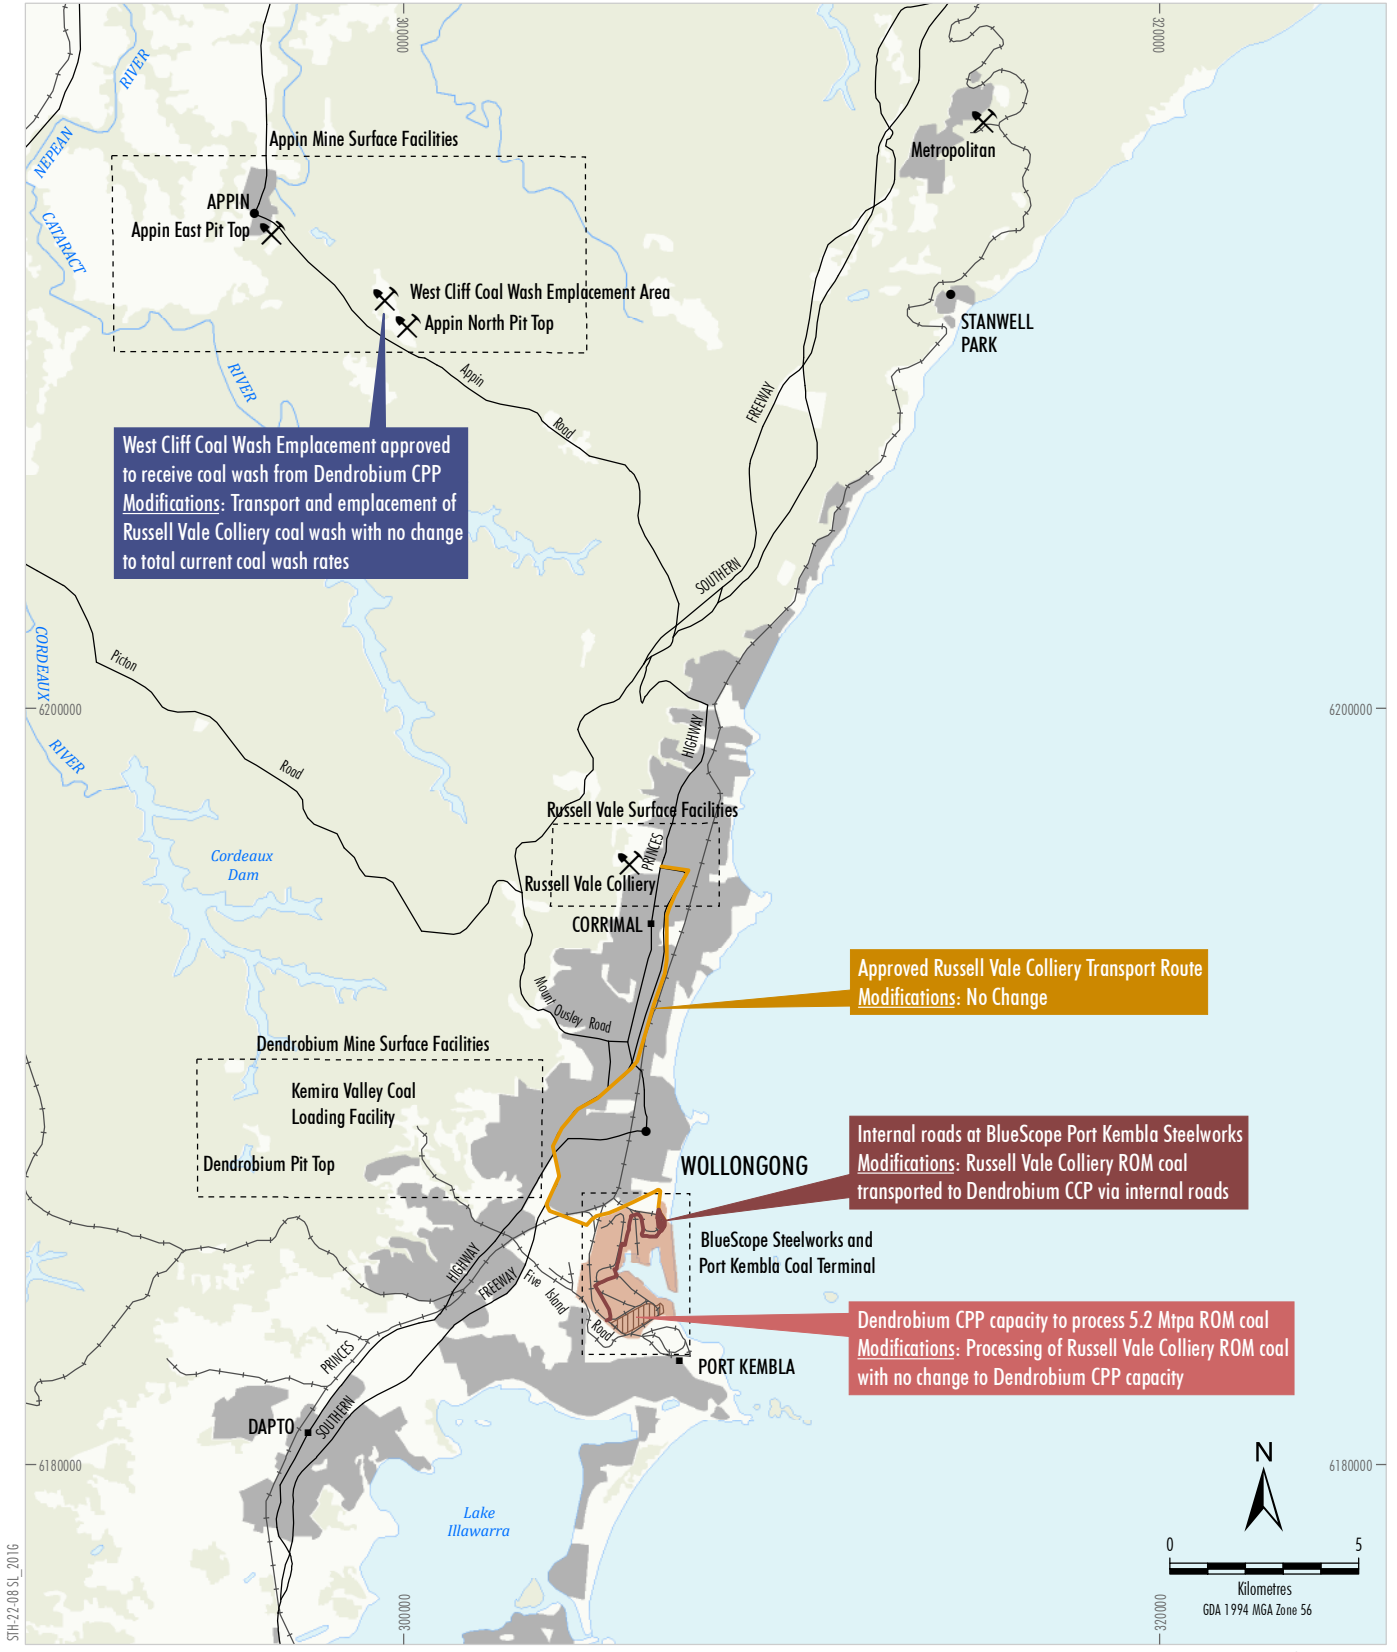 300000
320000
RIVER
Appin Mine Surface Facilities
NEPEAN
Metropolitan
APPIN
Appin East Pit Top
CATARACT
West Cliff Coal Wash Emplacement Area
Appin North Pit Top
STANWELL
PARK
RIVER
Appin
Road
FREEWAY
West Cliff Coal Wash Emplacement approved
to receive coal wash from Dendrobium CPP
Modifications: Transport and emplacement of
Russell Vale Colliery coal wash with no change
to total current coal wash rates
SOUTHERN
CORDEAUX
Picton
6200000
6200000
RIVER
HIGHWAY
Road
Russell Vale Surface Facilities
PRINCES
Cordeaux
Dam
Russell Vale Colliery
CORRIMAL
Approved Russell Vale Colliery Transport Route
Modifications: No Change
Mount Ousley Road
Dendrobium Mine Surface Facilities
Kemira Valley Coal
Loading Facility
Dendrobium Pit Top
WOLLONGONG
Internal roads at BlueScope Port Kembla Steelworks
Modifications: Russell Vale Colliery ROM coal
transported to Dendrobium CCP via internal roads
BlueScope Steelworks and
Port Kembla Coal Terminal
HIGHWAY
FREEWAY
Five
Island
Road
Dendrobium CPP capacity to process 5.2 Mtpa ROM coal
Modifications: Processing of Russell Vale Colliery ROM coal
with no change to Dendrobium CPP capacity
PRINCES
PORT KEMBLA
DAPTO
SOUTHERN
6180000
6180000
Lake
Illawarra
N
0 5
Kilometres
GDA 1994 MGA Zone 56
300000
320000
STH-22-08 SL_201G